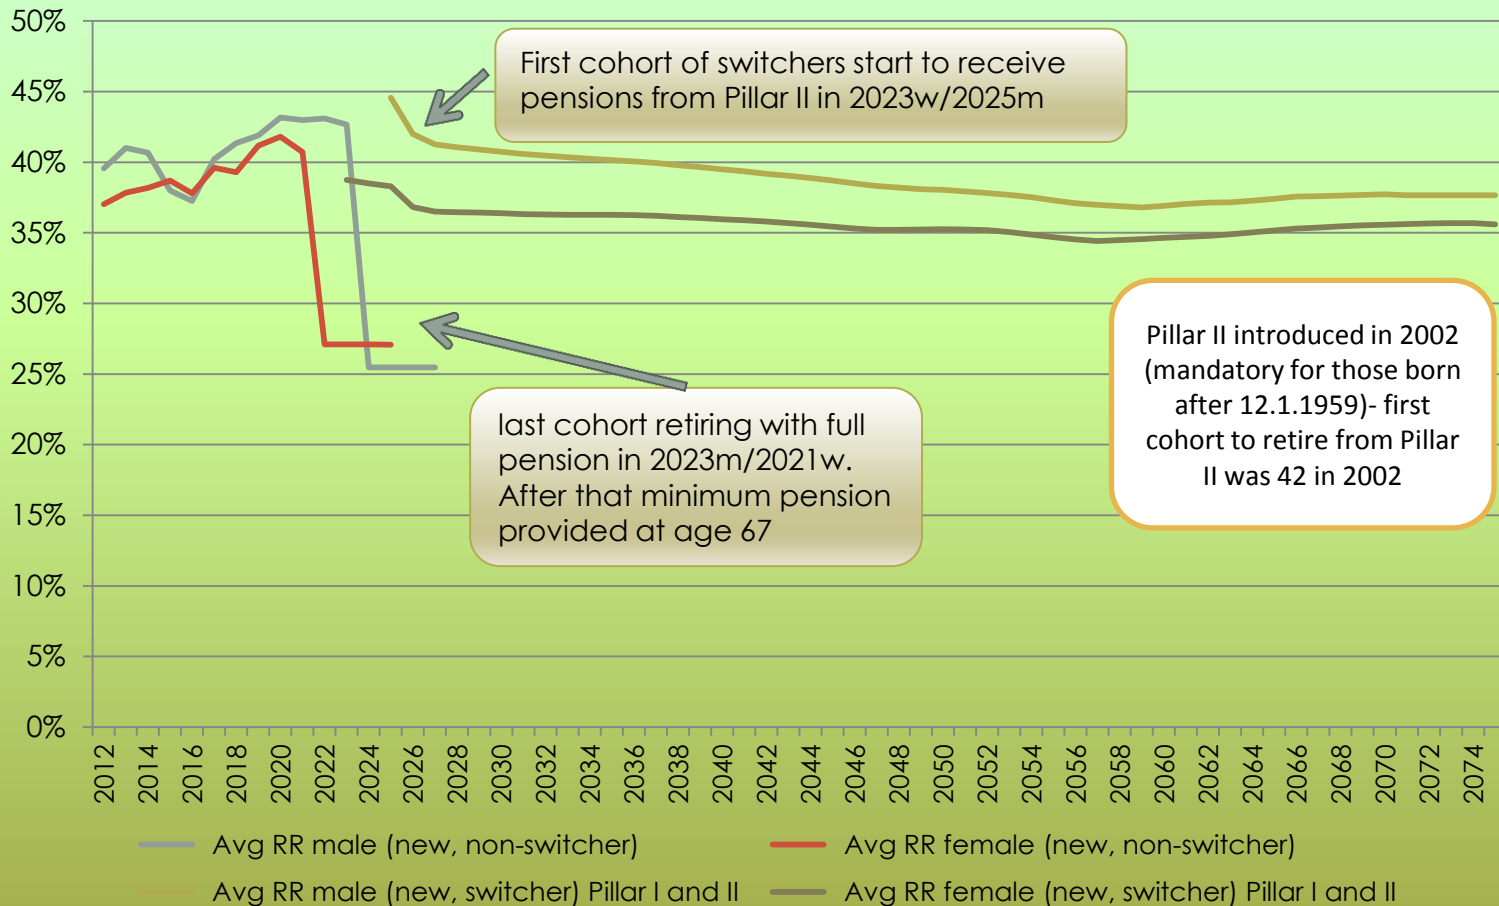 50%
45%
40%
35%
30%
25%
20%
15%
10%
5%
0%
First cohort of switchers start to receive
pensions from Pillar II in 2023w/2025m
last cohort retiring with full
pension in 2023m/2021w.
After that minimum pension
provided at age 67
Pillar II introduced in 2002
(mandatory for those born
after 12.1.1959)- first
cohort to retire from Pillar
II was 42 in 2002
2012
2014
2016
2018
2020
2022
2024
2026
2028
2030
2032
2034
2036
2038
2040
2042
2044
2046
2048
2050
2052
2054
2056
2058
2060
2062
2064
2066
2068
2070
2072
2074
Avg RR male (new, non-switcher)
Avg RR female (new, non-switcher)
Avg RR male (new, switcher) Pillar I and II
Avg RR female (new, switcher) Pillar I and II